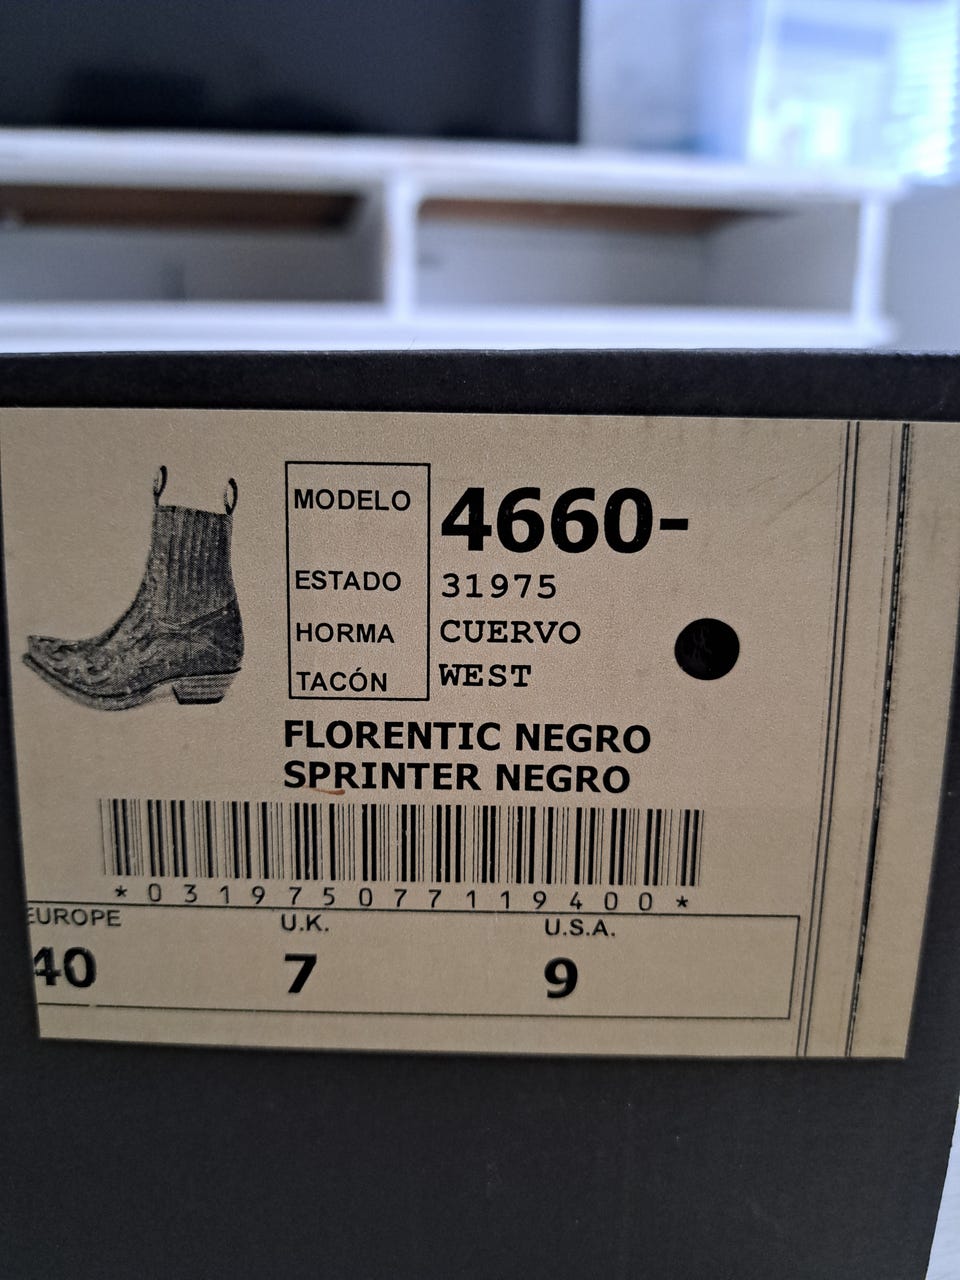 MODELO 4660-
ESTADO 31975
HORMA CUERVO
TACÓN WEST
FLORENTIC NEGRO
SPRINTER NEGRO
*031975077119400*
EUROPE U.K. U.S.A.
40 7 9